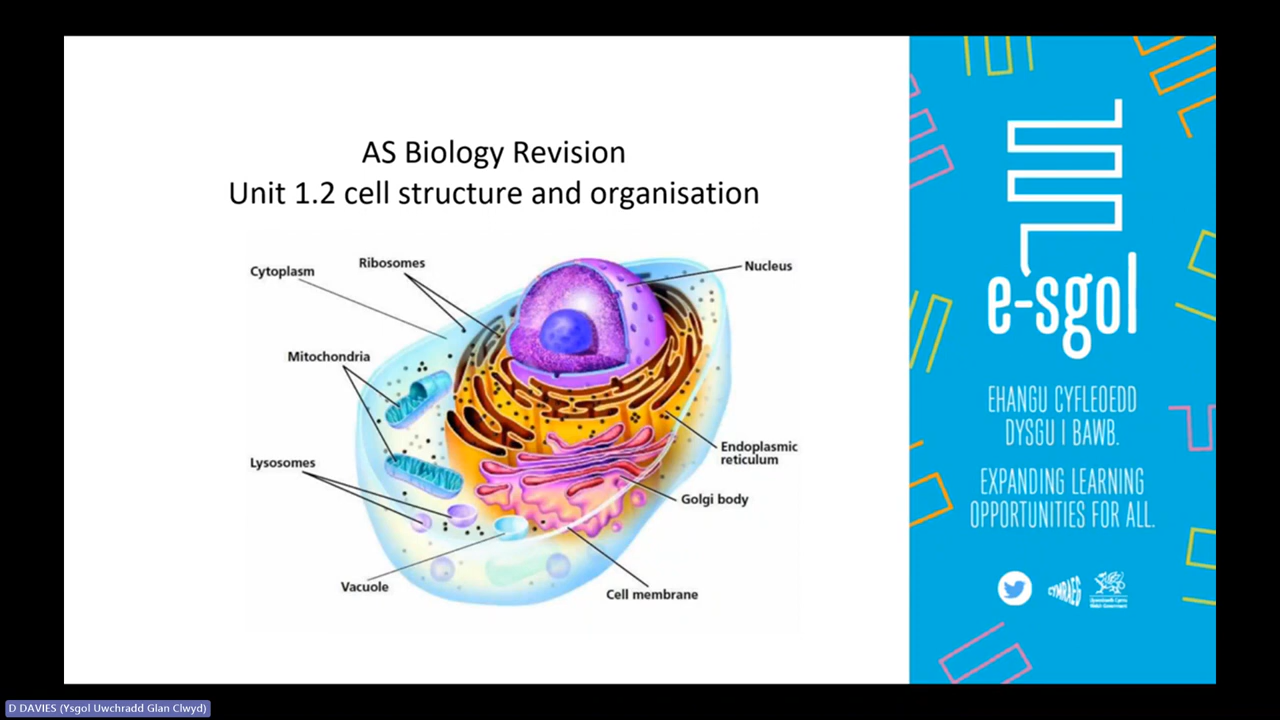 AS Biology Revision
Unit 1.2 cell structure and organisation
Cytoplasm
Ribosomes
Nucleus
Mitochondria
Lysosomes
Endoplasmic
reticulum
Golgi body
Vacuole
Cell membrane
e-sgol
EHANGU CYFLEOEDD
DYSGU I BAWB.
EXPANDING LEARNING
OPPORTUNITIES FOR ALL.
CYMRAEG
D DAVIES (Ysgol Uwchradd Glan Clwyd)